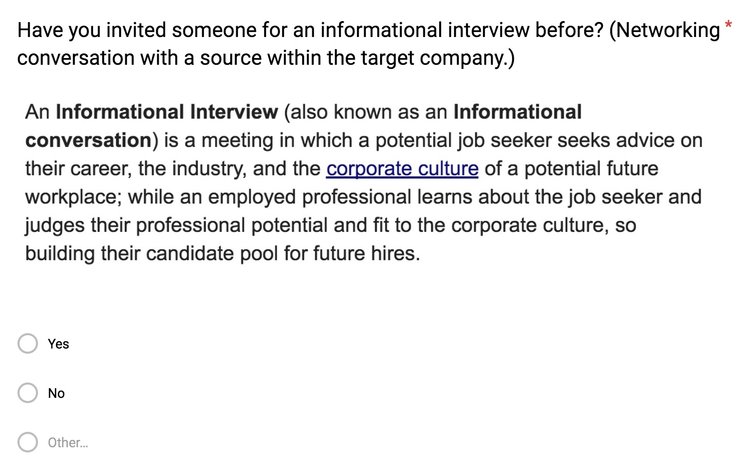 Have you invited someone for an informational interview before? (Networking *
conversation with a source within the target company.)
An Informational Interview (also known as an Informational
conversation) is a meeting in which a potential job seeker seeks advice on
their career, the industry, and the corporate culture of a potential future
workplace; while an employed professional learns about the job seeker and
judges their professional potential and fit to the corporate culture, so
building their candidate pool for future hires.
Yes
No
Other...